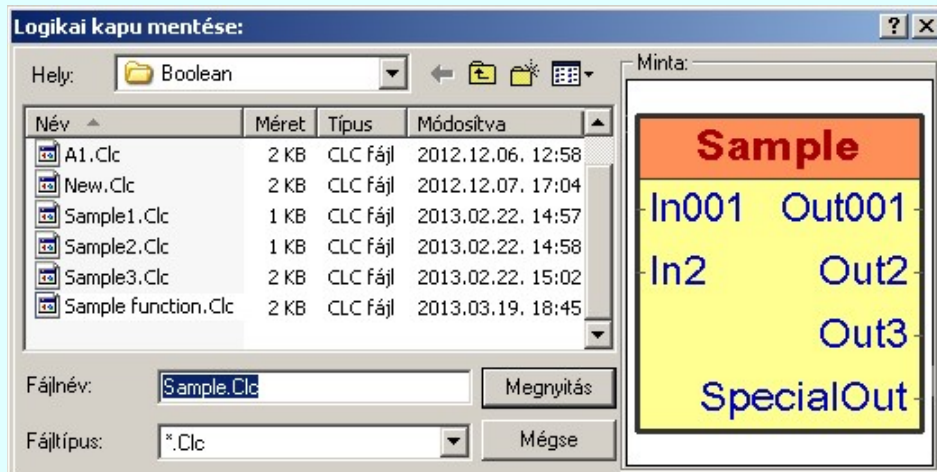 Logikai kapu mentése:
Hely: Boolean
Név Méret Típus Módosítva
A1.Clc 2 KB CLC fájl 2012.12.06. 12:58
New.Clc 2 KB CLC fájl 2012.12.07. 17:04
Sample1.Clc 1 KB CLC fájl 2013.02.22. 14:57
Sample2.Clc 1 KB CLC fájl 2013.02.22. 14:58
Sample3.Clc 2 KB CLC fájl 2013.02.22. 15:02
Sample function.Clc 2 KB CLC fájl 2013.03.19. 18:45
Fájlnév: Sample.Clc Megnyitás
Fájltípus: *.Clc Mégse
Minta:
Sample
In001 Out001
In2 Out2
Out3
SpecialOut